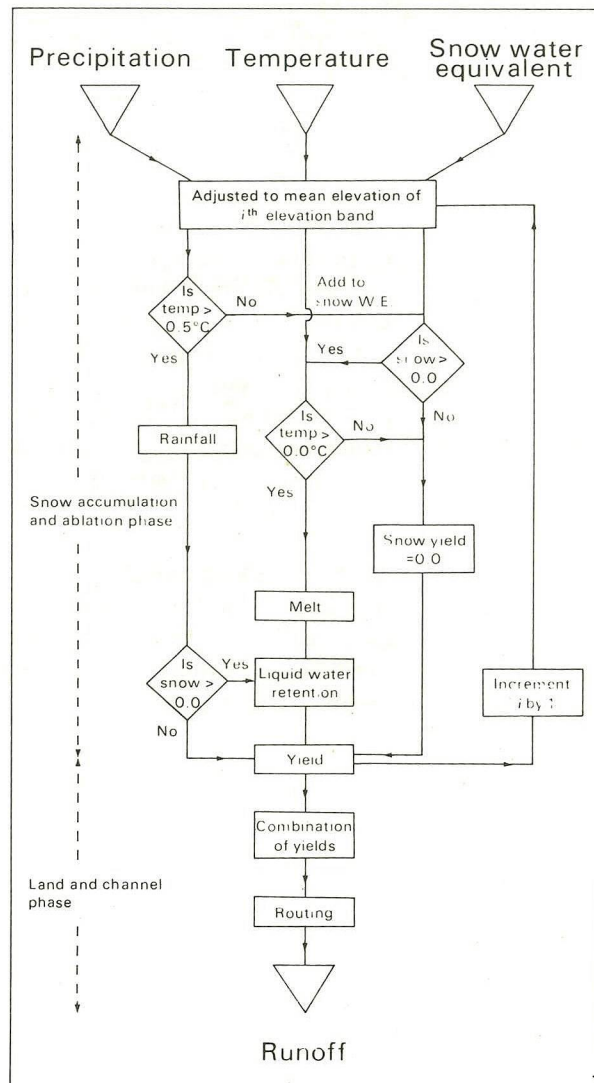 Precipitation
Temperature
Snow water
equivalent
Adjusted to mean elevation of
ith elevation band
Is
temp >
0.5°C
No
Yes
Add to
snow W.E.
Is
snow >
0.0
Yes
No
Is
temp >
0.0°C
No
Yes
Rainfall
Snow accumulation
and ablation phase
Snow yield
=0.0
Melt
Is
snow >
0.0
Yes
No
Liquid water
retention
Increment
i by 1
Yield
Combination
of yields
Land and channel
phase
Routing
Runoff